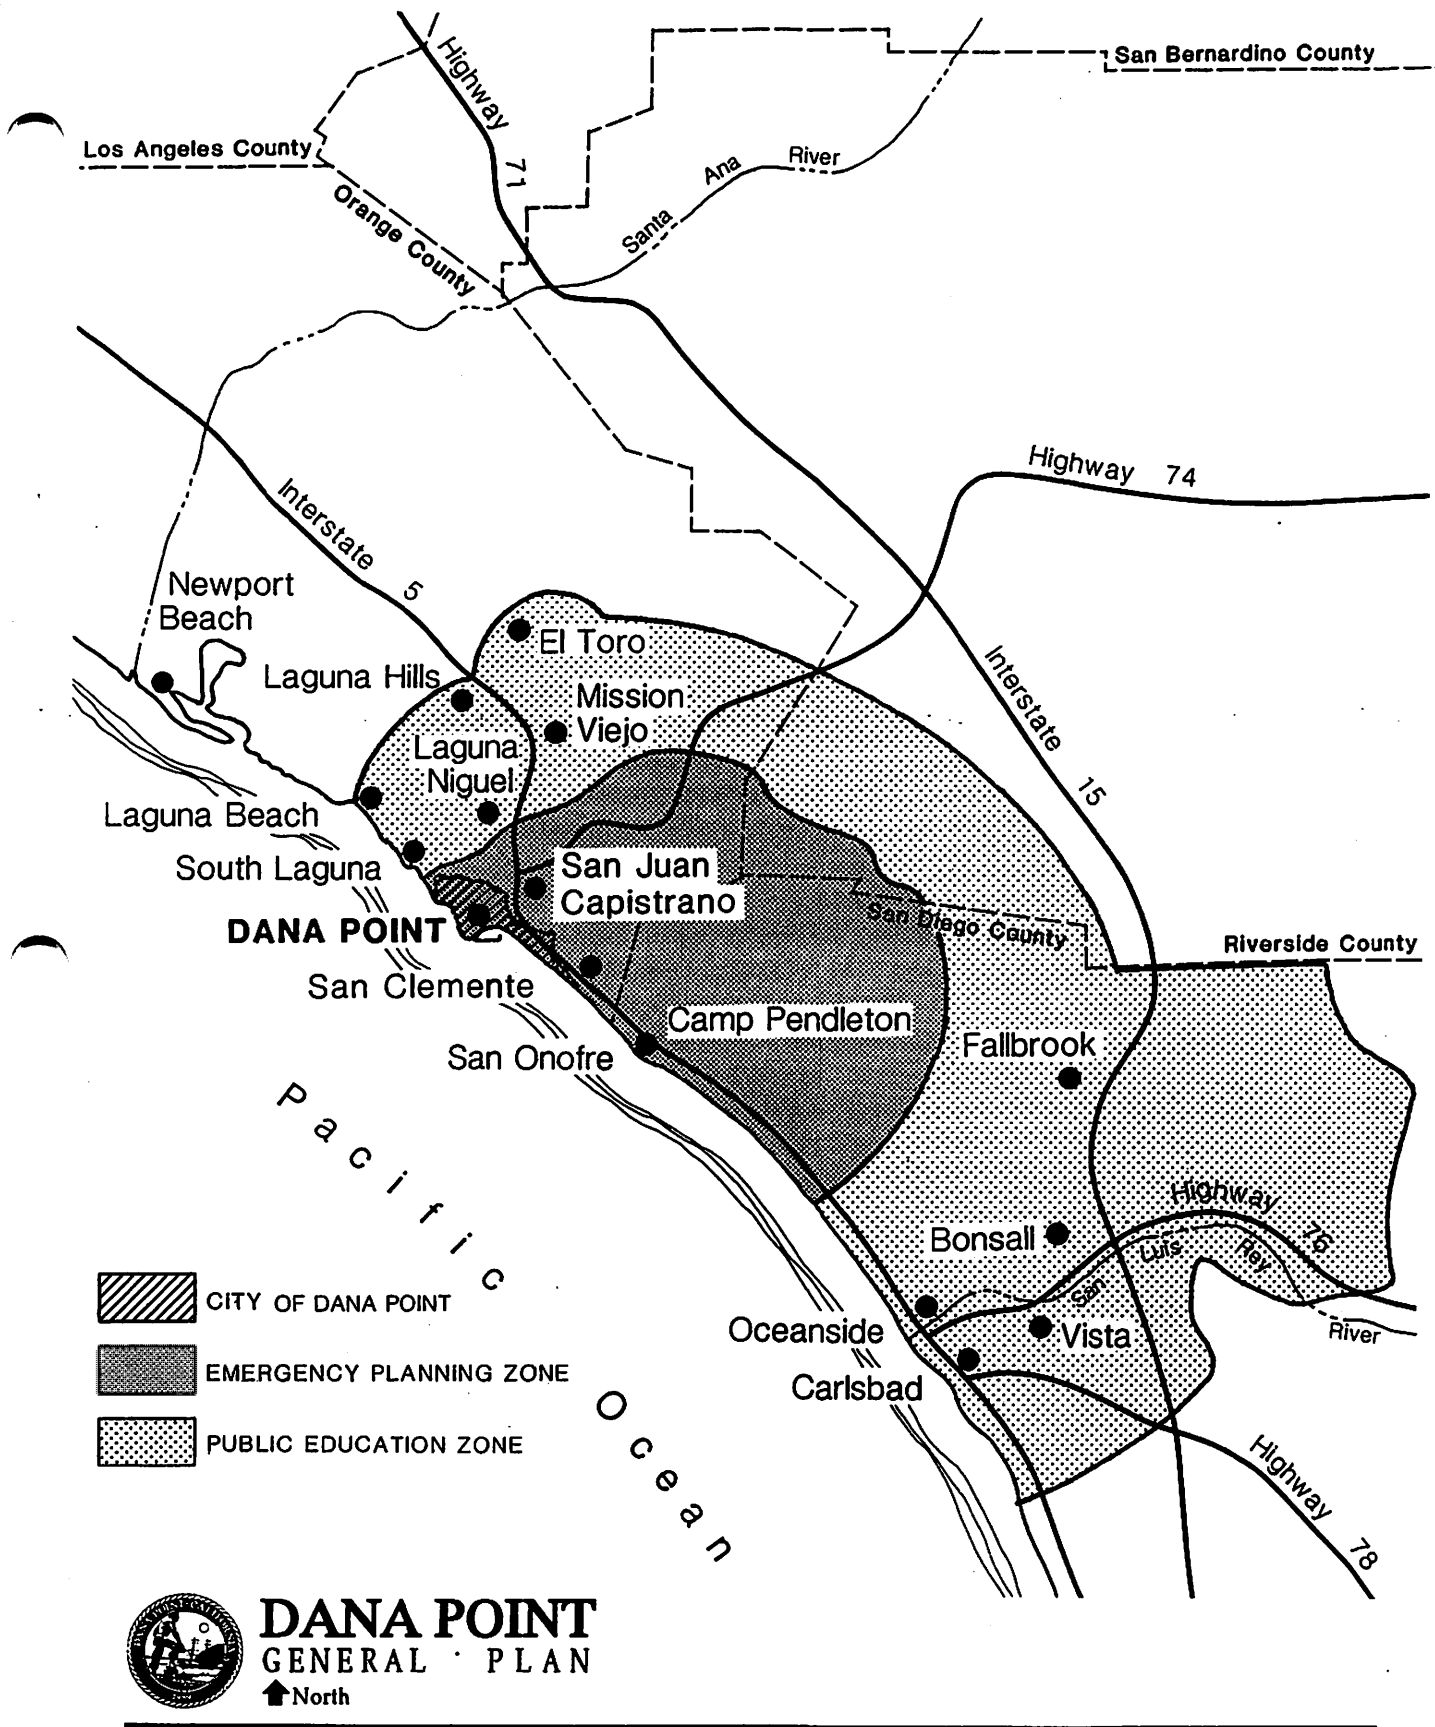 San Bernardino County
Highway 71
Los Angeles County
Orange County
Santa Ana River
Highway 74
Interstate 5
Newport
Beach
El Toro
Laguna Hills
Mission
Viejo
Interstate 15
Laguna
Niguel
Laguna Beach
South Laguna
San Juan
Capistrano
DANA POINT
San Diego County
Riverside County
San Clemente
Camp Pendleton
San Onofre
Fallbrook
Pacific Ocean
Highway 76
Bonsall
San Luis Rey River
Oceanside
Vista
Carlsbad
Highway 78
CITY OF DANA POINT
EMERGENCY PLANNING ZONE
PUBLIC EDUCATION ZONE
DANA POINT
GENERAL PLAN
North